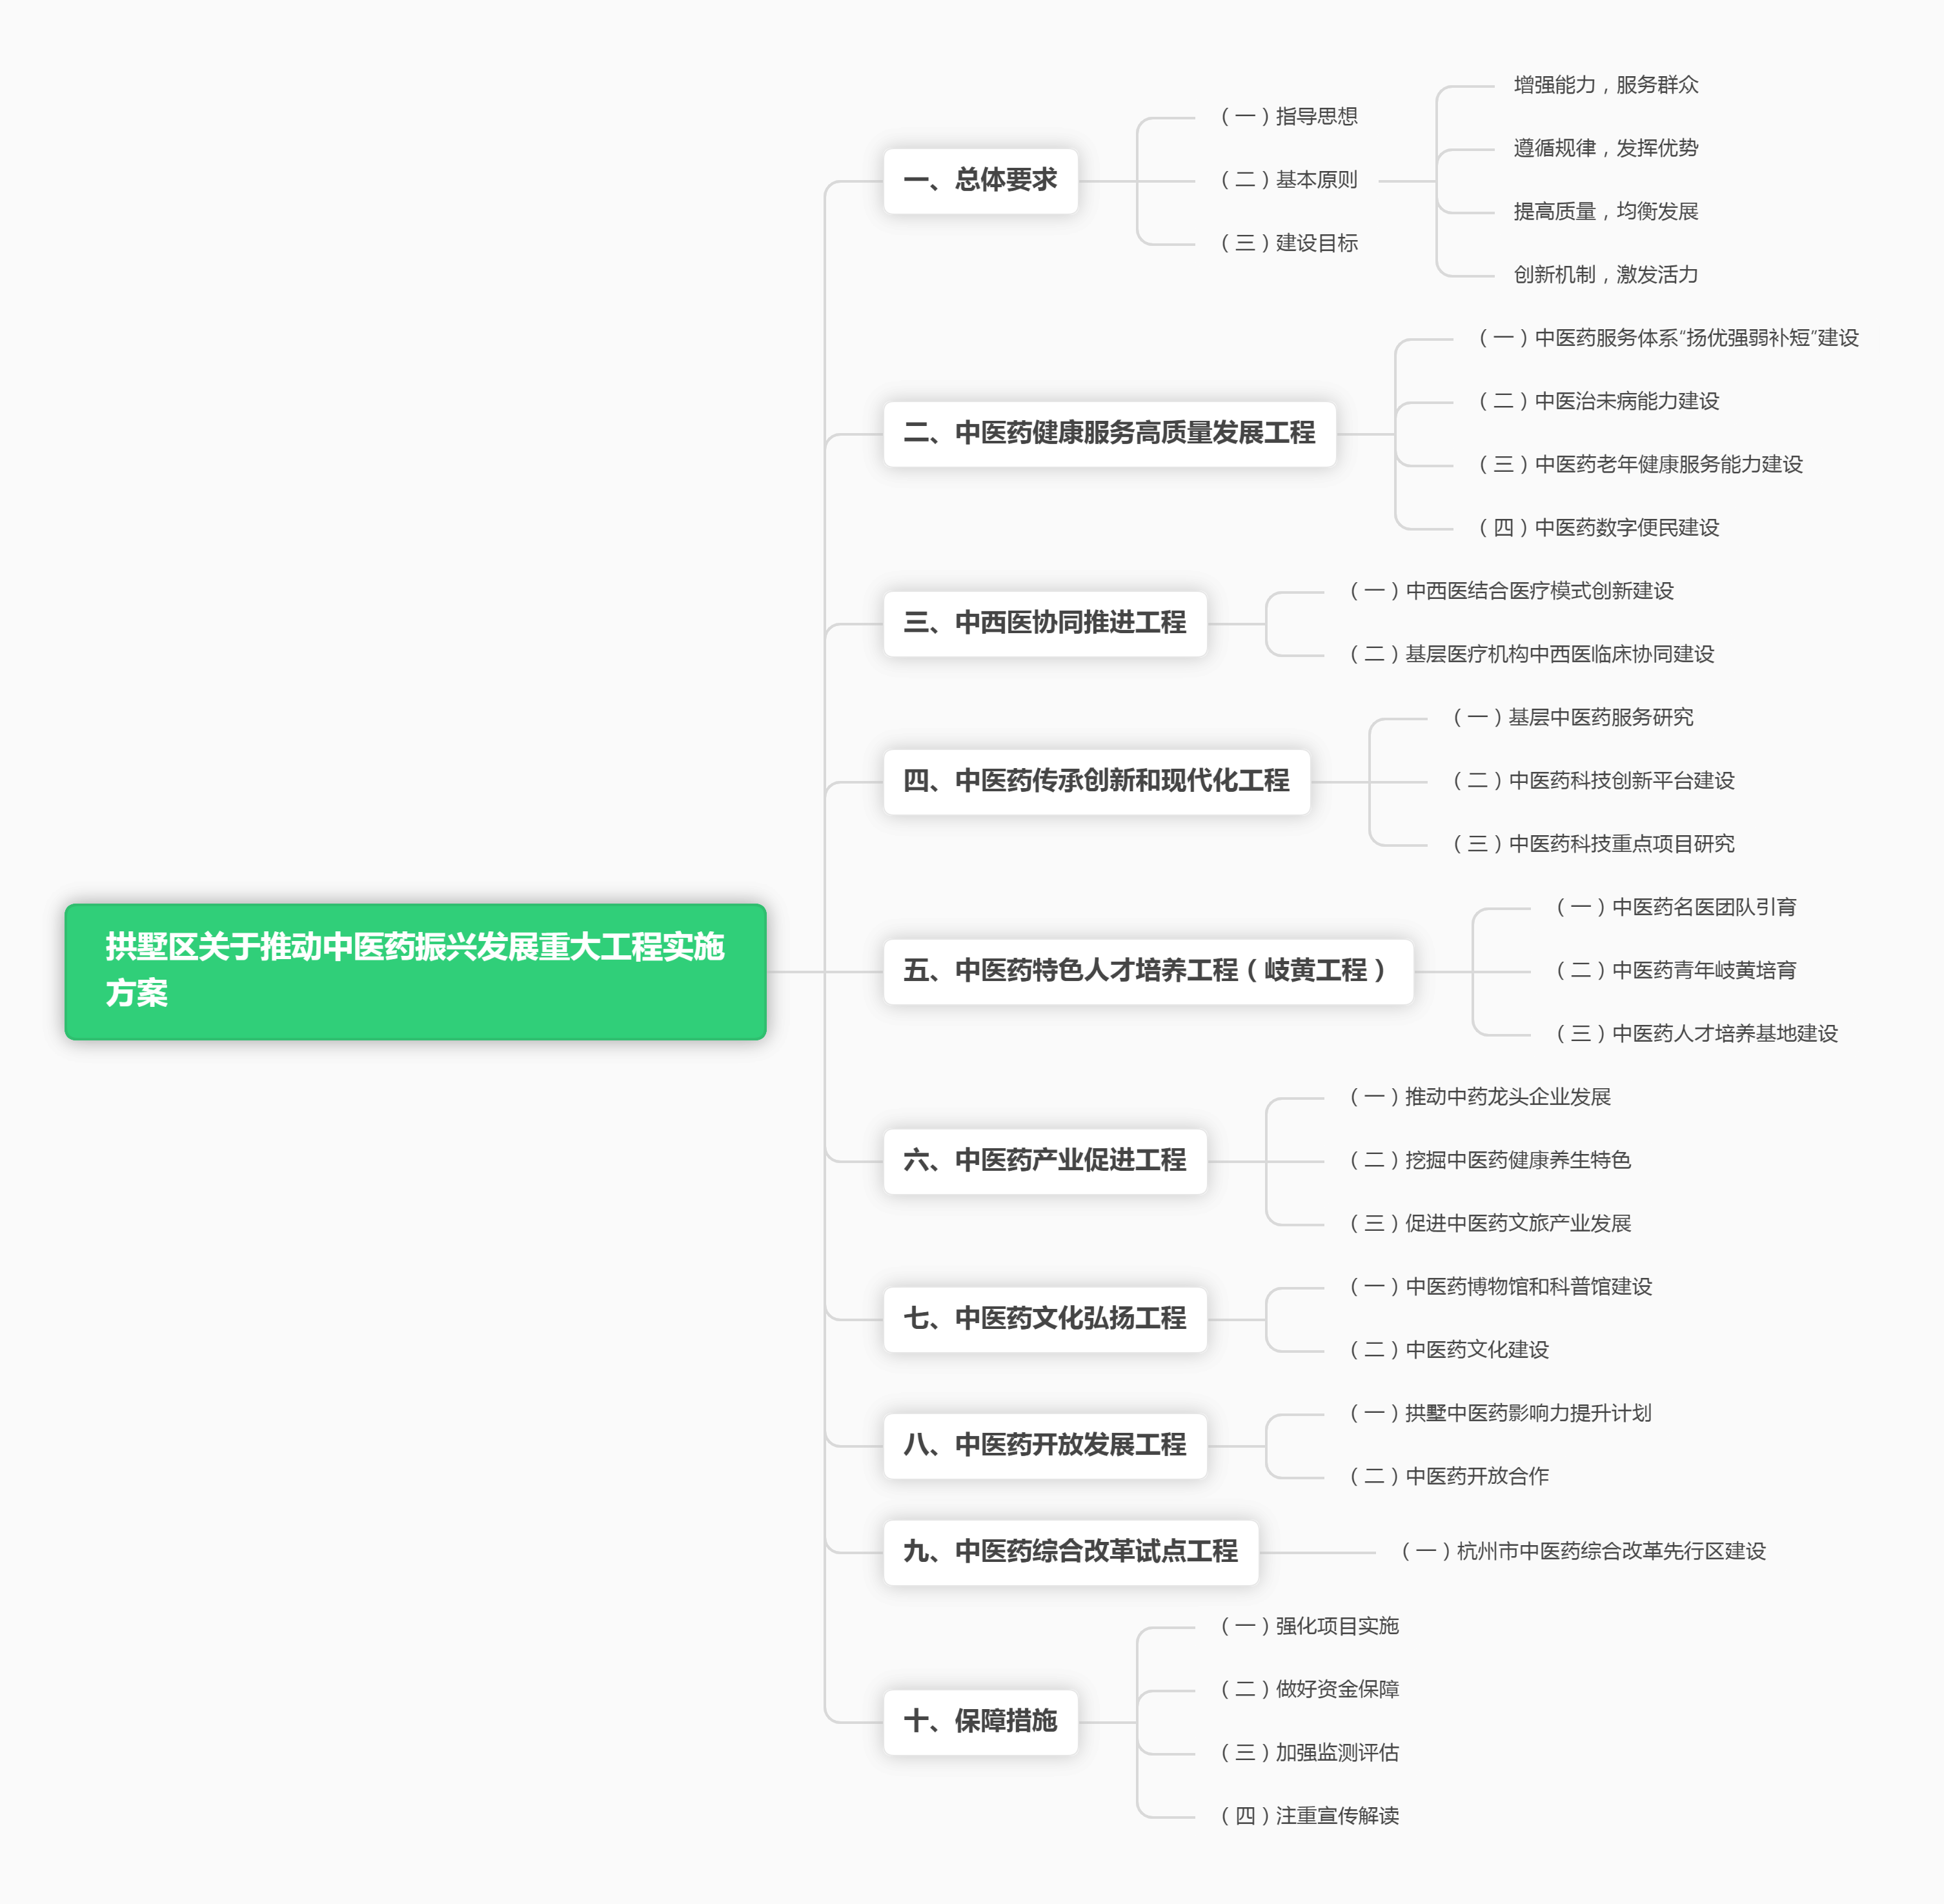 拱墅区关于推动中医药振兴发展重大工程实施
方案
一、总体要求
（一）指导思想
（二）基本原则
增强能力，服务群众
遵循规律，发挥优势
提高质量，均衡发展
创新机制，激发活力
（三）建设目标
二、中医药健康服务高质量发展工程
（一）中医药服务体系“扬优强弱补短”建设
（二）中医治未病能力建设
（三）中医药老年健康服务能力建设
（四）中医药数字便民建设
三、中西医协同推进工程
（一）中西医结合医疗模式创新建设
（二）基层医疗机构中西医临床协同建设
四、中医药传承创新和现代化工程
（一）基层中医药服务研究
（二）中医药科技创新平台建设
（三）中医药科技重点项目研究
五、中医药特色人才培养工程（岐黄工程）
（一）中医药名医团队引育
（二）中医药青年岐黄培育
（三）中医药人才培养基地建设
六、中医药产业促进工程
（一）推动中药龙头企业发展
（二）挖掘中医药健康养生特色
（三）促进中医药文旅产业发展
七、中医药文化弘扬工程
（一）中医药博物馆和科普馆建设
（二）中医药文化建设
八、中医药开放发展工程
（一）拱墅中医药影响力提升计划
（二）中医药开放合作
九、中医药综合改革试点工程
（一）杭州市中医药综合改革先行区建设
十、保障措施
（一）强化项目实施
（二）做好资金保障
（三）加强监测评估
（四）注重宣传解读